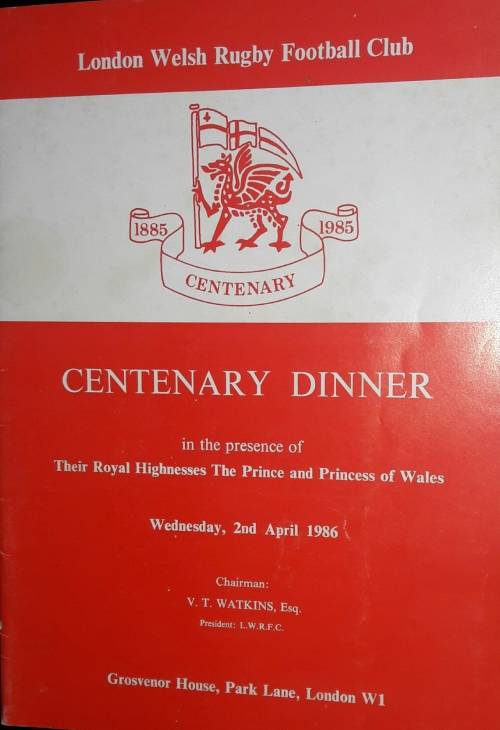 London Welsh Rugby Football Club
1885 1985
CENTENARY
CENTENARY DINNER
in the presence of
Their Royal Highnesses The Prince and Princess of Wales
Wednesday, 2nd April 1986
Chairman:
V. T. WATKINS, Esq.
President: L.W.R.F.C.
Grosvenor House, Park Lane, London W1